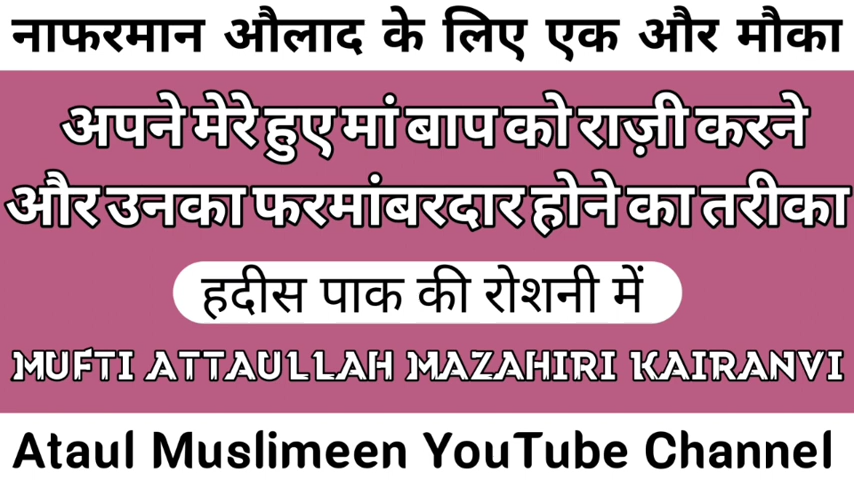 नाफरमान औलाद के लिए एक और मौका
अपने मेरे हुए मां बाप को राज़ी करने
और उनका फरमांबरदार होने का तरीका
हदीस पाक की रोशनी में
MUFTI ATTAULLAH MAZAHIRI KAIRANVI
Ataul Muslimeen YouTube Channel